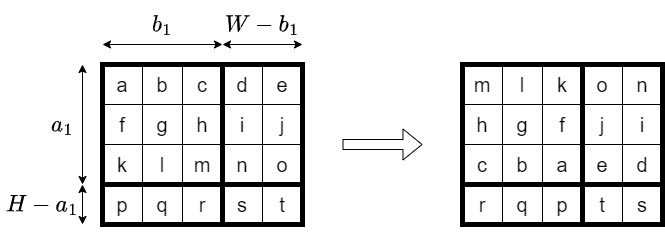 b₁ W − b₁
a₁
H − a₁
a b c d e
f g h i j
k l m n o
p q r s t
m l k o n
h g f j i
c b a e d
r q p t s